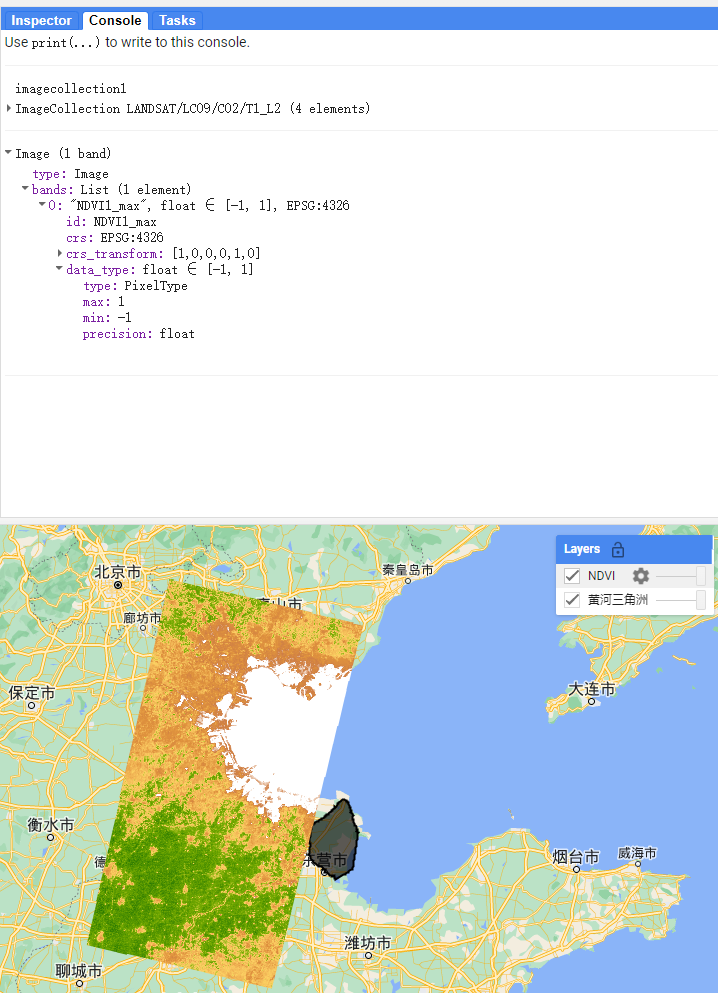 Inspector Console Tasks
Use print(...) to write to this console.
imagecollection1
ImageCollection LANDSAT/LC09/C02/T1_L2 (4 elements)
Image (1 band)
type: Image
bands: List (1 element)
0: "NDVI1_max", float ∈ [-1, 1], EPSG:4326
id: NDVI1_max
crs: EPSG:4326
crs_transform: [1,0,0,0,1,0]
data_type: float ∈ [-1, 1]
type: PixelType
max: 1
min: -1
precision: float
Layers
NDVI
黄河三角洲
北京市
秦皇岛市
廊坊市
山市
保定市
大连市
衡水市
德
东营市
烟台市
威海市
潍坊市
聊城市